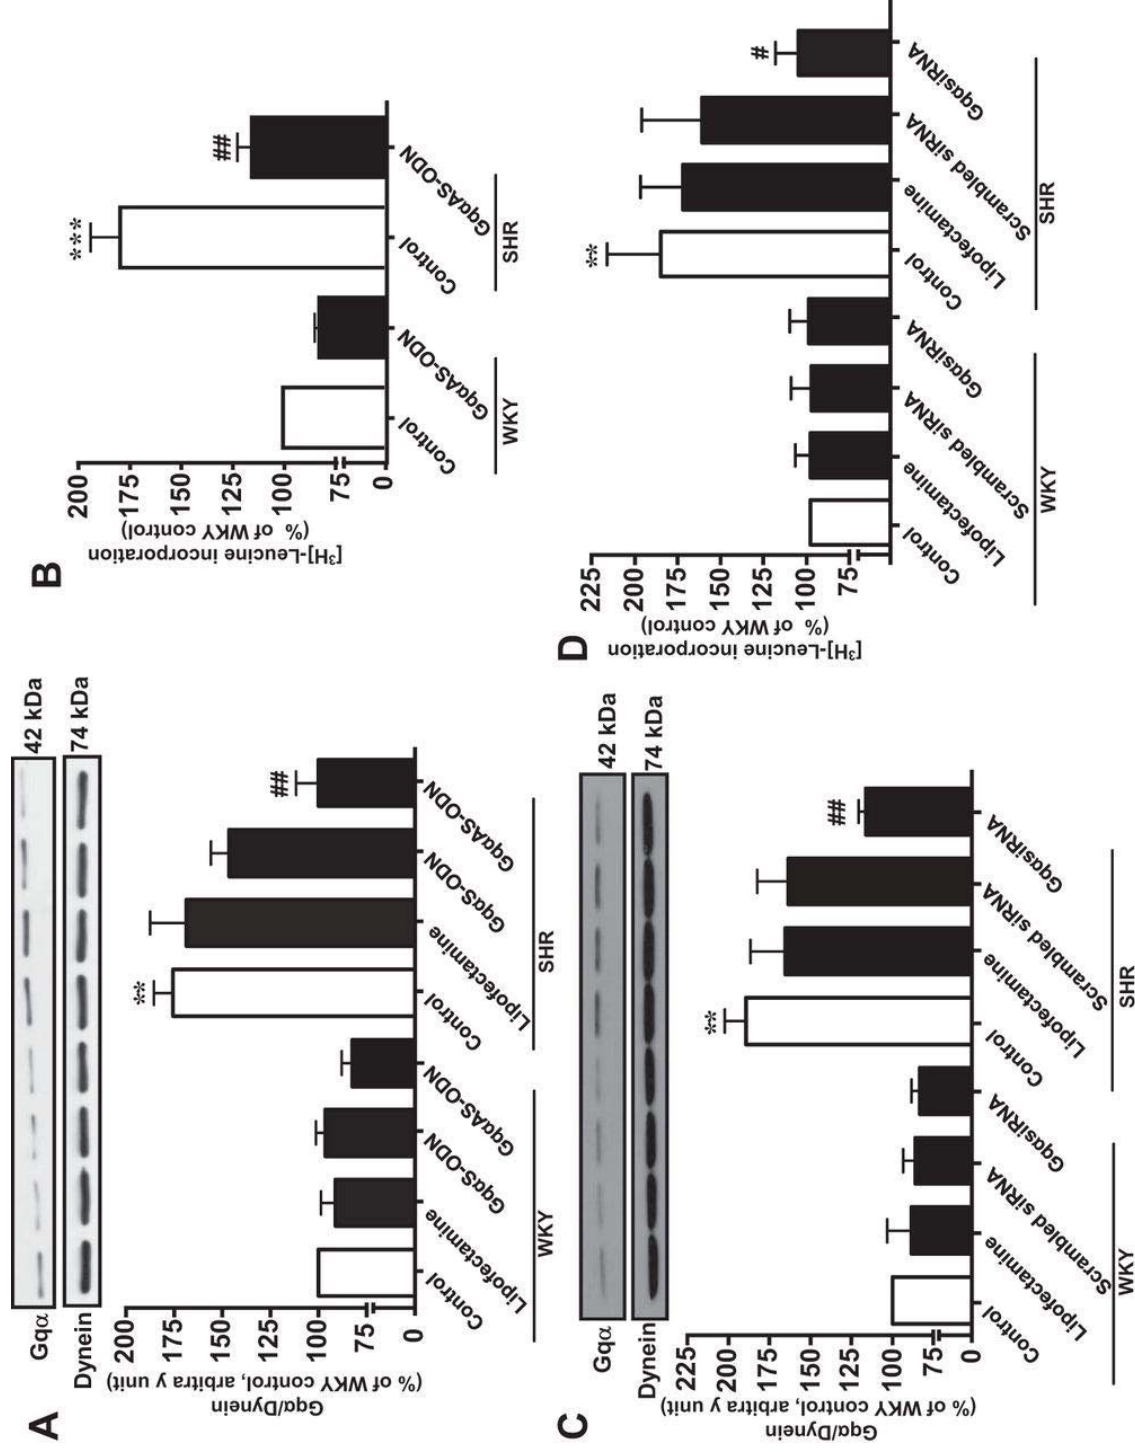 A
Gqα
42 kDa
Dynein
74 kDa
Gqα/Dynein
(% of WKY control, arbitra y unit)
200
175
150
125
100
75
0
**
##
Control
Lipofectamine
GqαS-ODN
GqαAS-ODN
Control
Lipofectamine
GqαS-ODN
GqαAS-ODN
WKY
SHR
B
[³H]-Leucine incorporation
(% of WKY control)
200
175
150
125
100
75
0
***
##
Control
GqαAS-ODN
Control
GqαAS-ODN
WKY
SHR
C
Gqα
42 kDa
Dynein
74 kDa
Gqα/Dynein
(% of WKY control, arbitra y unit)
225
200
175
150
125
100
75
0
**
##
Control
Lipofectamine
Scrambled siRNA
GqαsiRNA
Control
Lipofectamine
Scrambled siRNA
GqαsiRNA
WKY
SHR
D
[³H]-Leucine incorporation
(% of WKY control)
225
200
175
150
125
100
75
**
#
Control
Lipofectamine
Scrambled siRNA
GqαsiRNA
Control
Lipofectamine
Scrambled siRNA
GqαsiRNA
WKY
SHR